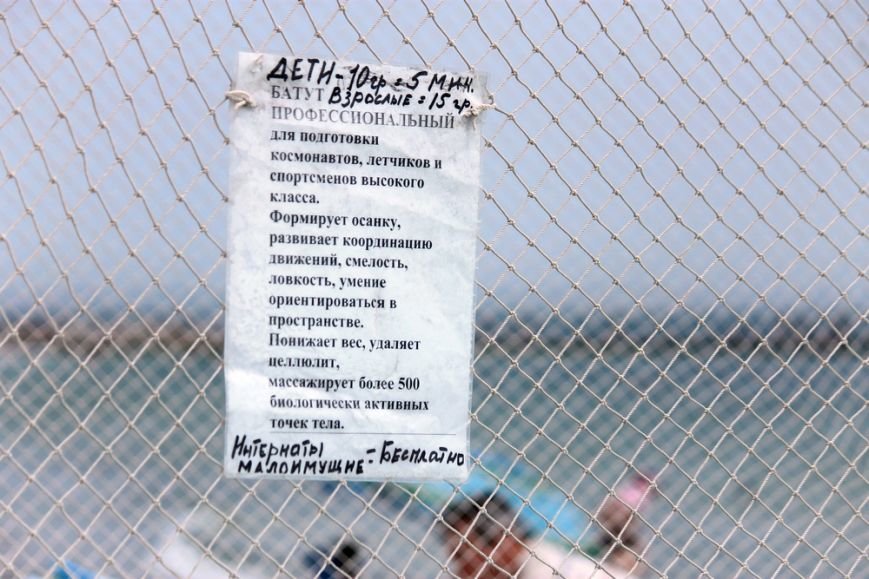 ДЕТИ-10гр=5 МИН.
БАТУТ ВЗРОСЛЫЕ=15 гр.
ПРОФЕССИОНАЛЬНЫЙ
для подготовки
космонавтов, летчиков и
спортсменов высокого
класса.
Формирует осанку,
развивает координацию
движений, смелость,
ловкость, умение
ориентироваться в
пространстве.
Понижает вес, удаляет
целлюлит,
массажирует более 500
биологически активных
точек тела.
Интернаты
малоимущие - Бесплатно